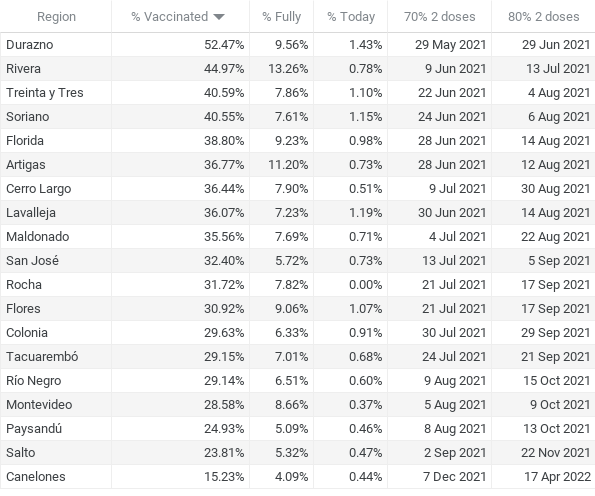 Region % Vaccinated % Fully % Today 70% 2 doses 80% 2 doses
Durazno 52.47% 9.56% 1.43% 29 May 2021 29 Jun 2021
Rivera 44.97% 13.26% 0.78% 9 Jun 2021 13 Jul 2021
Treinta y Tres 40.59% 7.86% 1.10% 22 Jun 2021 4 Aug 2021
Soriano 40.55% 7.61% 1.15% 24 Jun 2021 6 Aug 2021
Florida 38.80% 9.23% 0.98% 28 Jun 2021 14 Aug 2021
Artigas 36.77% 11.20% 0.73% 28 Jun 2021 12 Aug 2021
Cerro Largo 36.44% 7.90% 0.51% 9 Jul 2021 30 Aug 2021
Lavalleja 36.07% 7.23% 1.19% 30 Jun 2021 14 Aug 2021
Maldonado 35.56% 7.69% 0.71% 4 Jul 2021 22 Aug 2021
San José 32.40% 5.72% 0.73% 13 Jul 2021 5 Sep 2021
Rocha 31.72% 7.82% 0.00% 21 Jul 2021 17 Sep 2021
Flores 30.92% 9.06% 1.07% 21 Jul 2021 17 Sep 2021
Colonia 29.63% 6.33% 0.91% 30 Jul 2021 29 Sep 2021
Tacuarembó 29.15% 7.01% 0.68% 24 Jul 2021 21 Sep 2021
Río Negro 29.14% 6.51% 0.60% 9 Aug 2021 15 Oct 2021
Montevideo 28.58% 8.66% 0.37% 5 Aug 2021 9 Oct 2021
Paysandú 24.93% 5.09% 0.46% 8 Aug 2021 13 Oct 2021
Salto 23.81% 5.32% 0.47% 2 Sep 2021 22 Nov 2021
Canelones 15.23% 4.09% 0.44% 7 Dec 2021 17 Apr 2022